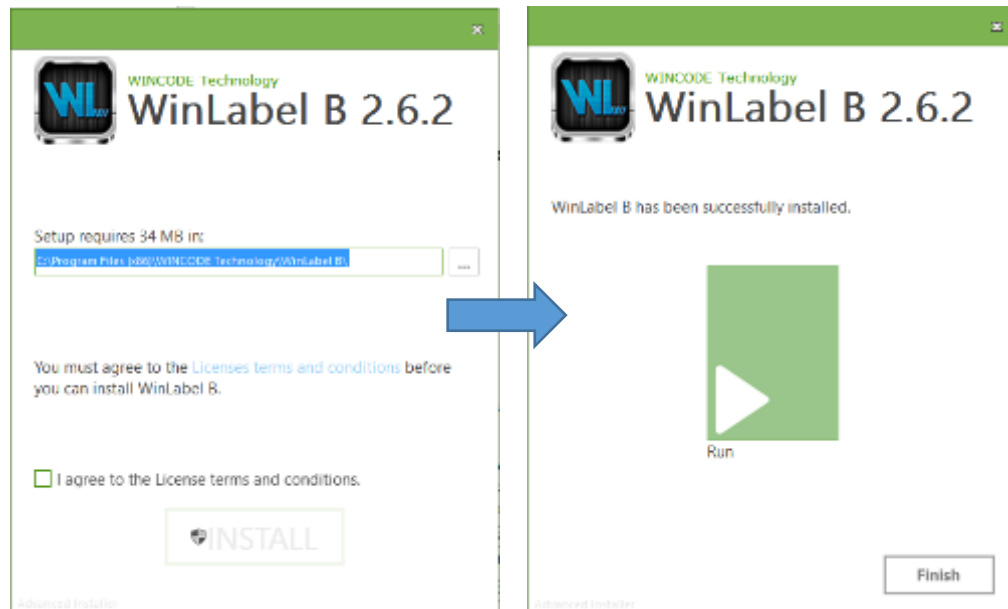 WINCODE Technology
WinLabel B 2.6.2
Setup requires 34 MB in:
C:\Program Files (x86)\WINCODE Technology\WinLabel B\
...
You must agree to the Licenses terms and conditions before
you can install WinLabel B.
I agree to the License terms and conditions.
INSTALL
Advanced Installer
WINCODE Technology
WinLabel B 2.6.2
WinLabel B has been successfully installed.
Run
Finish
Advanced Installer